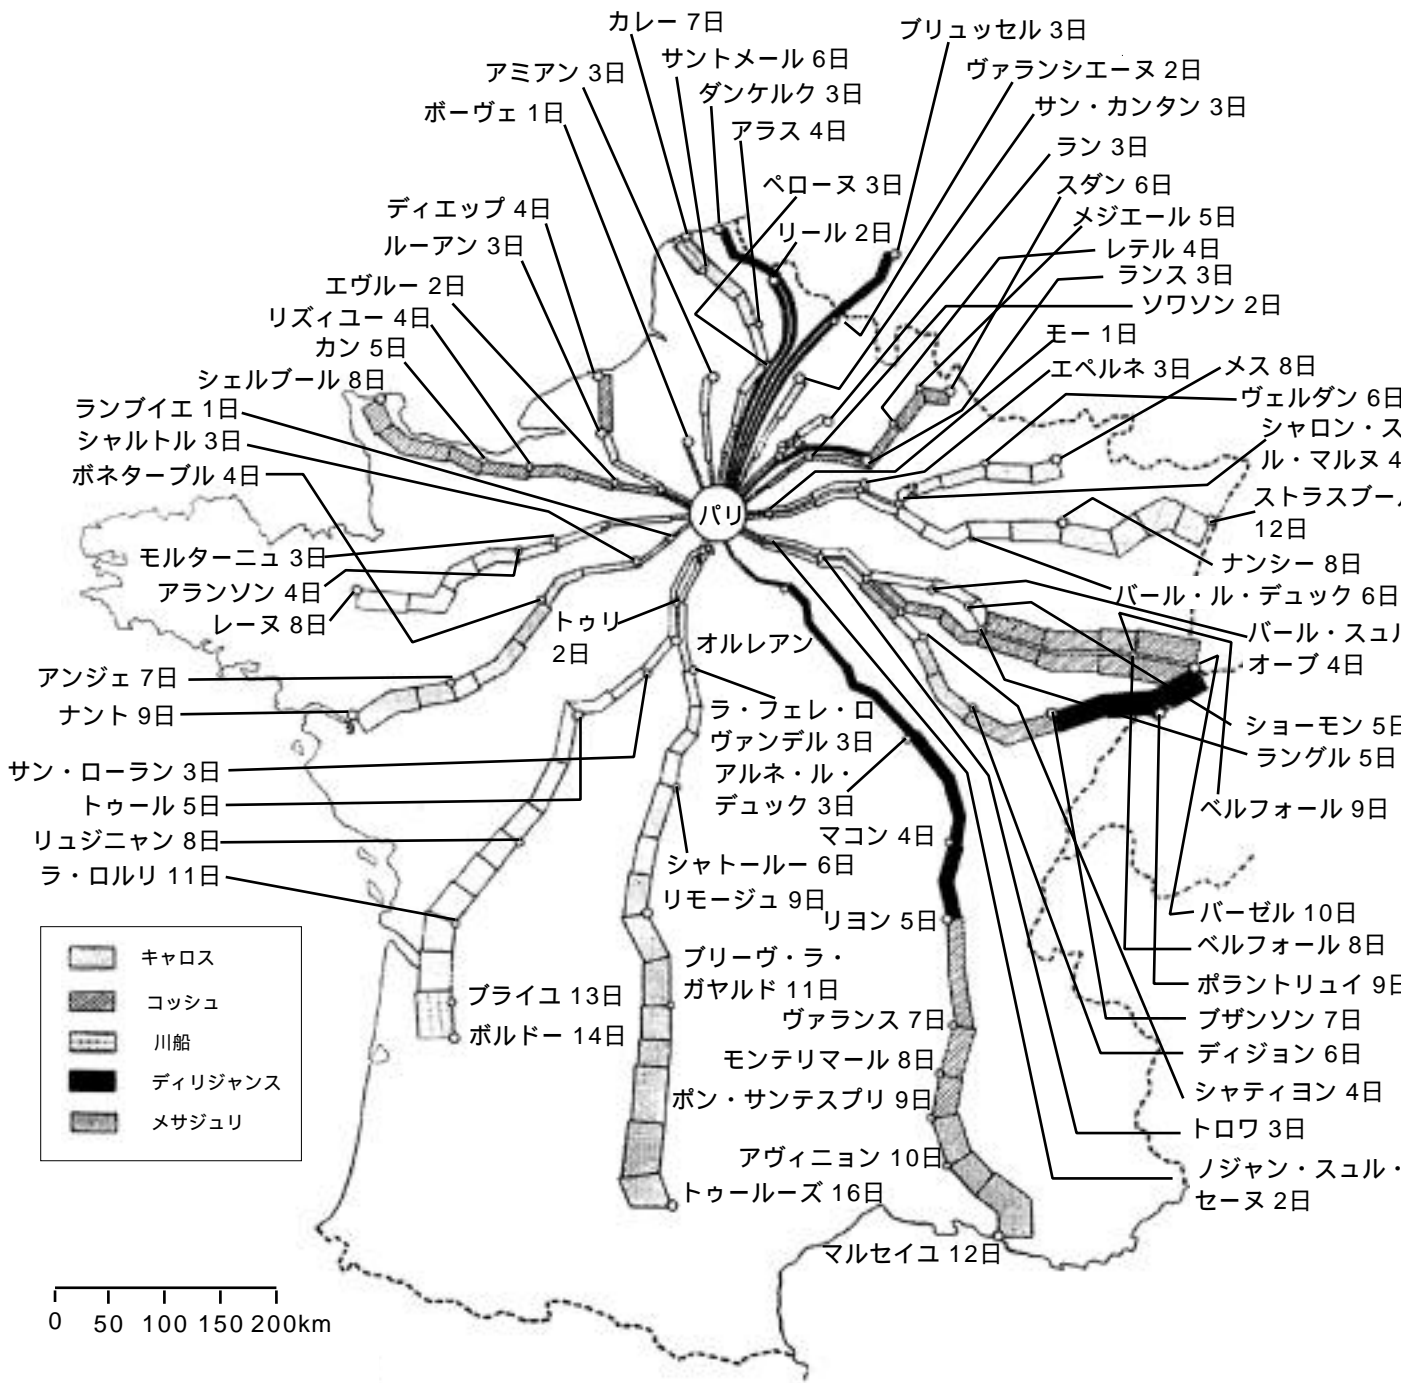 カレー 7日
ブリュッセル 3日
サントメール 6日
アミアン 3日
ヴァランシエーヌ 2日
ダンケルク 3日
ボーヴェ 1日
サン・カンタン 3日
アラス 4日
ラン 3日
ペローヌ 3日
スダン 6日
ディエップ 4日
メジエール 5日
リール 2日
ルーアン 3日
レテル 4日
ランス 3日
エヴルー 2日
ソワソン 2日
リズィユー 4日
モー 1日
カン 5日
エペルネ 3日
メス 8日
シェルブール 8日
ヴェルダン 6日
ランブイエ 1日
シャロン・ス
ル・マルヌ 4
シャルトル 3日
ボネターブル 4日
ストラスブール
12日
パリ
モルターニュ 3日
ナンシー 8日
アランソン 4日
バール・ル・デュック 6日
レーヌ 8日
トゥリ
2日
オルレアン
バール・スュル
オーブ 4日
アンジェ 7日
ナント 9日
ラ・フェレ・ロ
ヴァンデル 3日
ショーモン 5日
ラングル 5日
サン・ローラン 3日
アルネ・ル・
デュック 3日
トゥール 5日
ベルフォール 9日
リュジニャン 8日
マコン 4日
シャトールー 6日
ラ・ロルリ 11日
リモージュ 9日
リヨン 5日
バーゼル 10日
ベルフォール 8日
キャロス
コッシュ
川船
ディリジャンス
メサジュリ
ブリーヴ・ラ・
ガヤルド 11日
ポラントリュイ 9日
ブライユ 13日
ボルドー 14日
ヴァランス 7日
ブザンソン 7日
ディジョン 6日
モンテリマール 8日
シャティヨン 4日
ポン・サンテスプリ 9日
トロワ 3日
アヴィニョン 10日
ノジャン・スュル・
セーヌ 2日
トゥールーズ 16日
マルセイユ 12日
0 50 100 150 200km